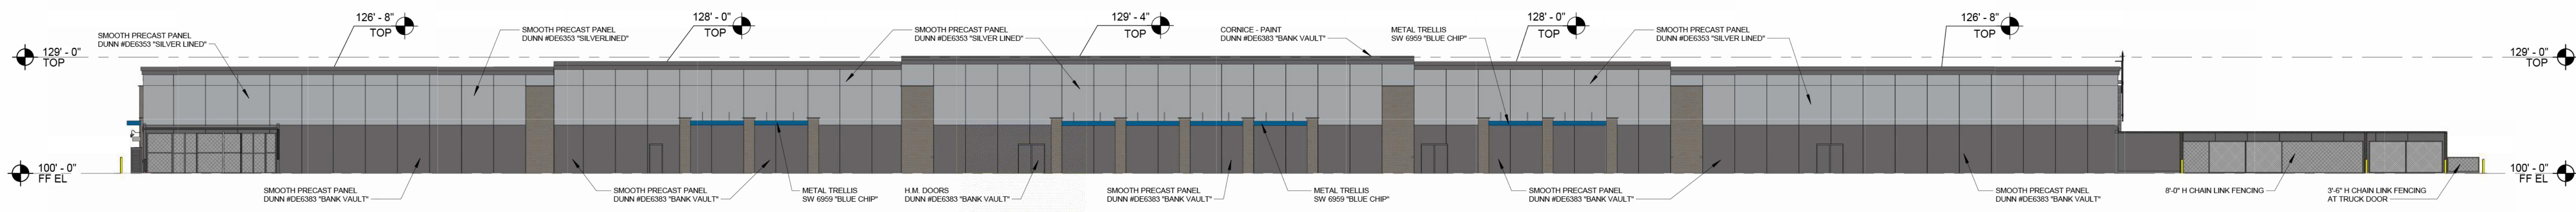 126' - 8"
TOP
128' - 0"
TOP
129' - 4"
TOP
128' - 0"
TOP
126' - 8"
TOP
SMOOTH PRECAST PANEL
DUNN #DE6353 "SILVER LINED"
SMOOTH PRECAST PANEL
DUNN #DE6353 "SILVERLINED"
SMOOTH PRECAST PANEL
DUNN #DE6353 "SILVER LINED"
CORNICE - PAINT
DUNN #DE6383 "BANK VAULT"
METAL TRELLIS
SW 6959 "BLUE CHIP"
SMOOTH PRECAST PANEL
DUNN #DE6353 "SILVER LINED"
129' - 0"
TOP
129' - 0"
TOP
100' - 0"
FF EL
100' - 0"
FF EL
SMOOTH PRECAST PANEL
DUNN #DE6383 "BANK VAULT"
SMOOTH PRECAST PANEL
DUNN #DE6383 "BANK VAULT"
METAL TRELLIS
SW 6959 "BLUE CHIP"
H.M. DOORS
DUNN #DE6383 "BANK VAULT"
SMOOTH PRECAST PANEL
DUNN #DE6383 "BANK VAULT"
METAL TRELLIS
SW 6959 "BLUE CHIP"
SMOOTH PRECAST PANEL
DUNN #DE6383 "BANK VAULT"
SMOOTH PRECAST PANEL
DUNN #DE6383 "BANK VAULT"
8'-0" H CHAIN LINK FENCING
3'-6" H CHAIN LINK FENCING
AT TRUCK DOOR